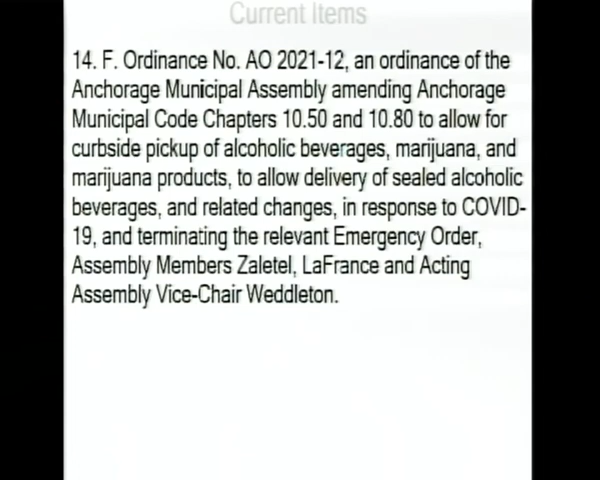 Current Items
14. F. Ordinance No. AO 2021-12, an ordinance of the
Anchorage Municipal Assembly amending Anchorage
Municipal Code Chapters 10.50 and 10.80 to allow for
curbside pickup of alcoholic beverages, marijuana, and
marijuana products, to allow delivery of sealed alcoholic
beverages, and related changes, in response to COVID-
19, and terminating the relevant Emergency Order,
Assembly Members Zaletel, LaFrance and Acting
Assembly Vice-Chair Weddleton.